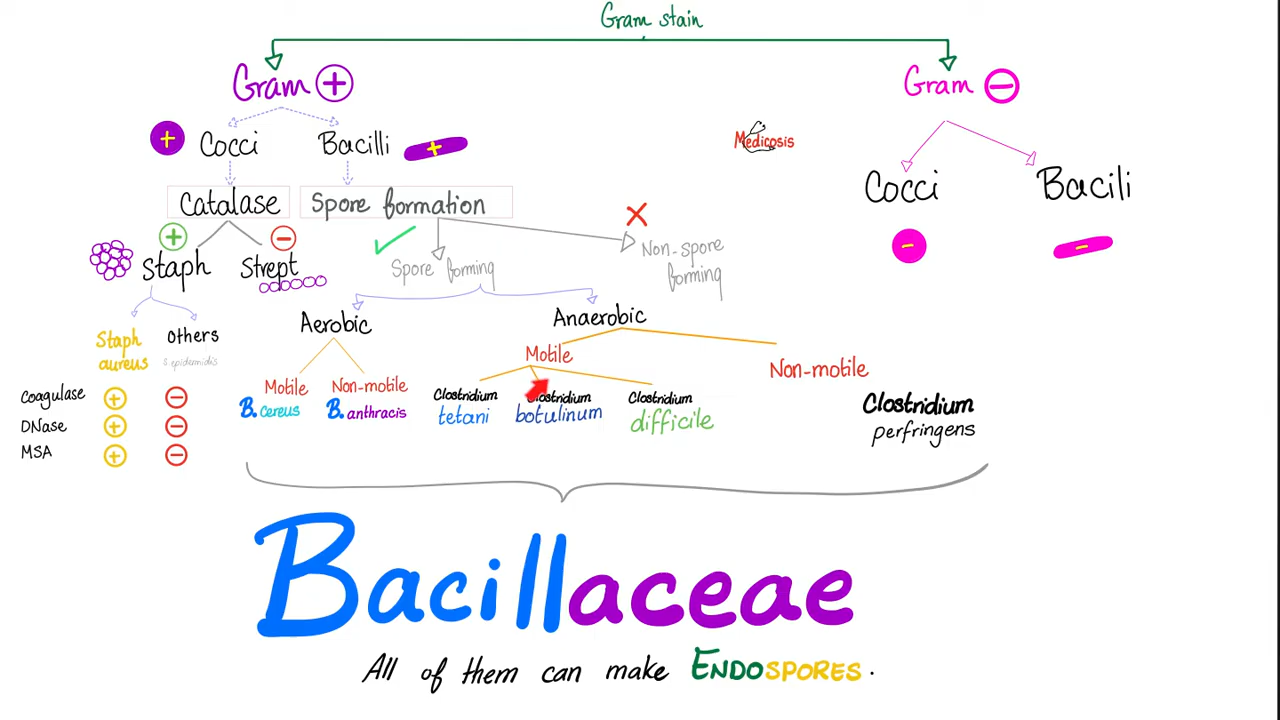 Gram stain
Gram +
Gram -
+ Cocci
Bacilli +
Medicosis
Cocci
Bacili
-
-
Catalase
Spore formation
+
-
Staph
Strept
Spore forming
Non-spore
forming
Aerobic
Anaerobic
Staph
aureus
Others
S. epidermidis
Motile
Non-motile
Motile
Non-motile
B. cereus
B. anthracis
Clostridium
tetani
Clostridium
botulinum
Clostridium
difficile
Clostridium
perfringens
Coagulase + -
DNase + -
MSA + -
Bacillaceae
All of them can make ENDOSPORES.